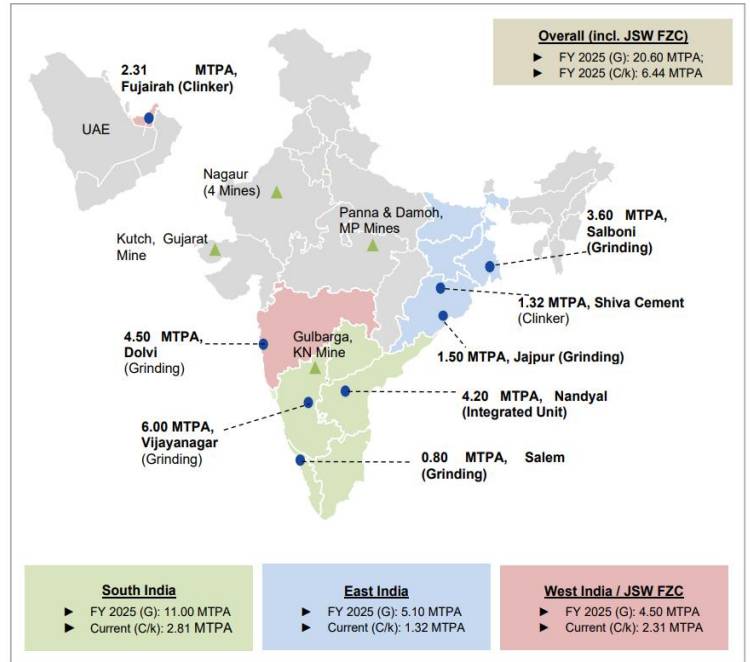 Overall (incl. JSW FZC)
► FY 2025 (G): 20.60 MTPA;
► FY 2025 (C/k): 6.44 MTPA
2.31 MTPA,
Fujairah (Clinker)
UAE
Nagaur
(4 Mines)
Panna & Damoh,
MP Mines
Kutch, Gujarat
Mine
3.60 MTPA,
Salboni
(Grinding)
1.32 MTPA, Shiva Cement
(Clinker)
4.50 MTPA,
Dolvi
(Grinding)
Gulbarga,
KN Mine
1.50 MTPA, Jajpur (Grinding)
4.20 MTPA, Nandyal
(Integrated Unit)
6.00 MTPA,
Vijayanagar
(Grinding)
0.80 MTPA, Salem
(Grinding)
South India
► FY 2025 (G): 11.00 MTPA
► Current (C/k): 2.81 MTPA
East India
► FY 2025 (G): 5.10 MTPA
► Current (C/k): 1.32 MTPA
West India / JSW FZC
► FY 2025 (G): 4.50 MTPA
► Current (C/k): 2.31 MTPA